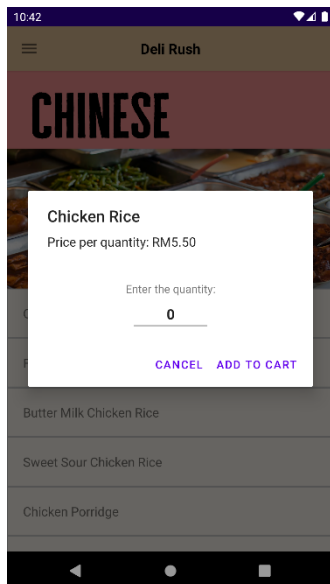 10:42
Deli Rush
CHINESE
Chicken Rice
Price per quantity: RM5.50
Enter the quantity:
0
CANCEL ADD TO CART
Butter Milk Chicken Rice
Sweet Sour Chicken Rice
Chicken Porridge